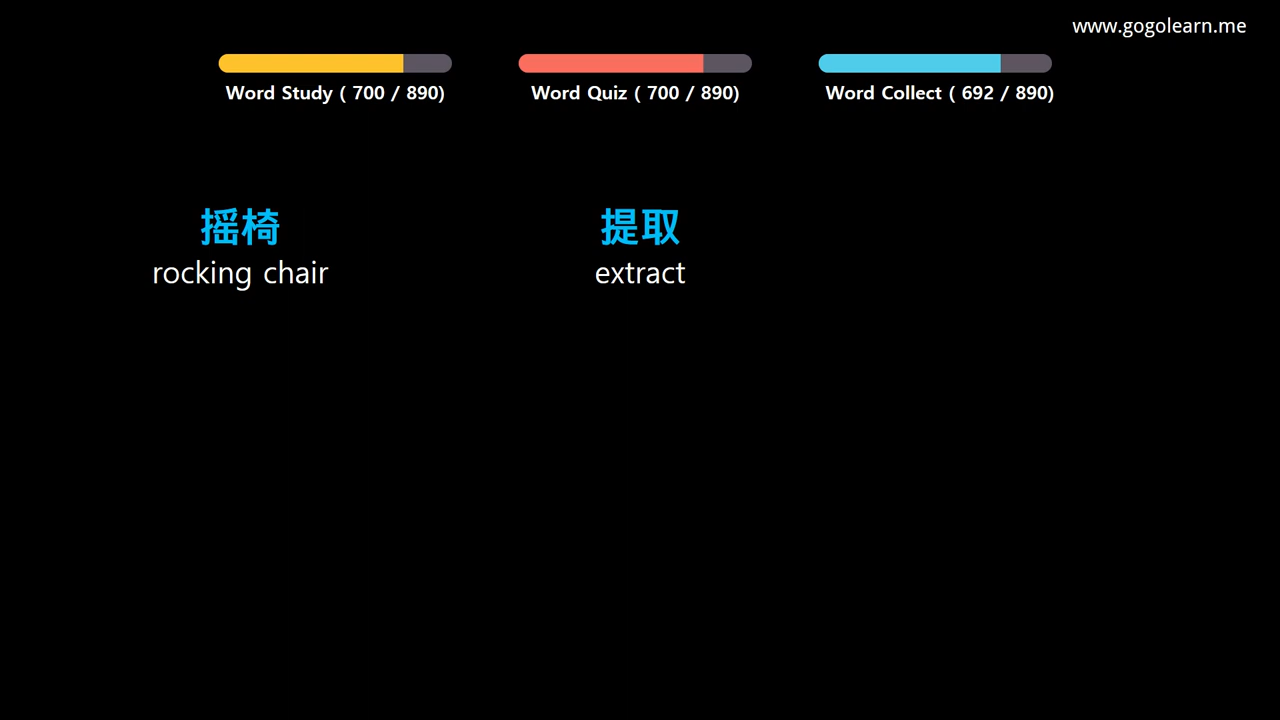 www.gogolearn.me
Word Study ( 700 / 890)
Word Quiz ( 700 / 890)
Word Collect ( 692 / 890)
摇椅
rocking chair
提取
extract